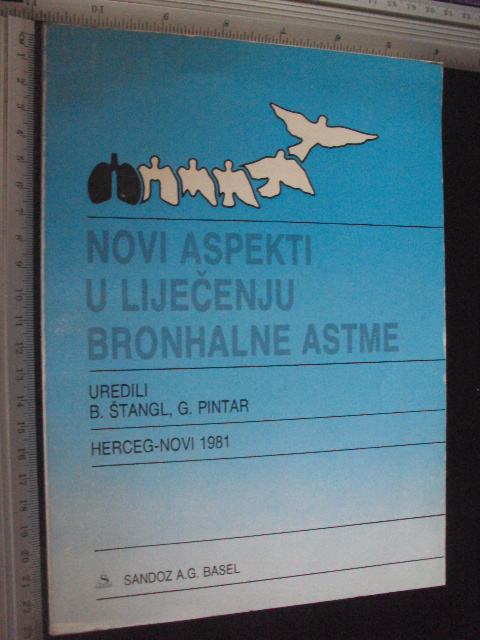 NOVI ASPEKTI
U LIJEČENJU
BRONHALNE ASTME
UREDILI
B. ŠTANGL, G. PINTAR
HERCEG-NOVI 1981
SANDOZ A.G. BASEL